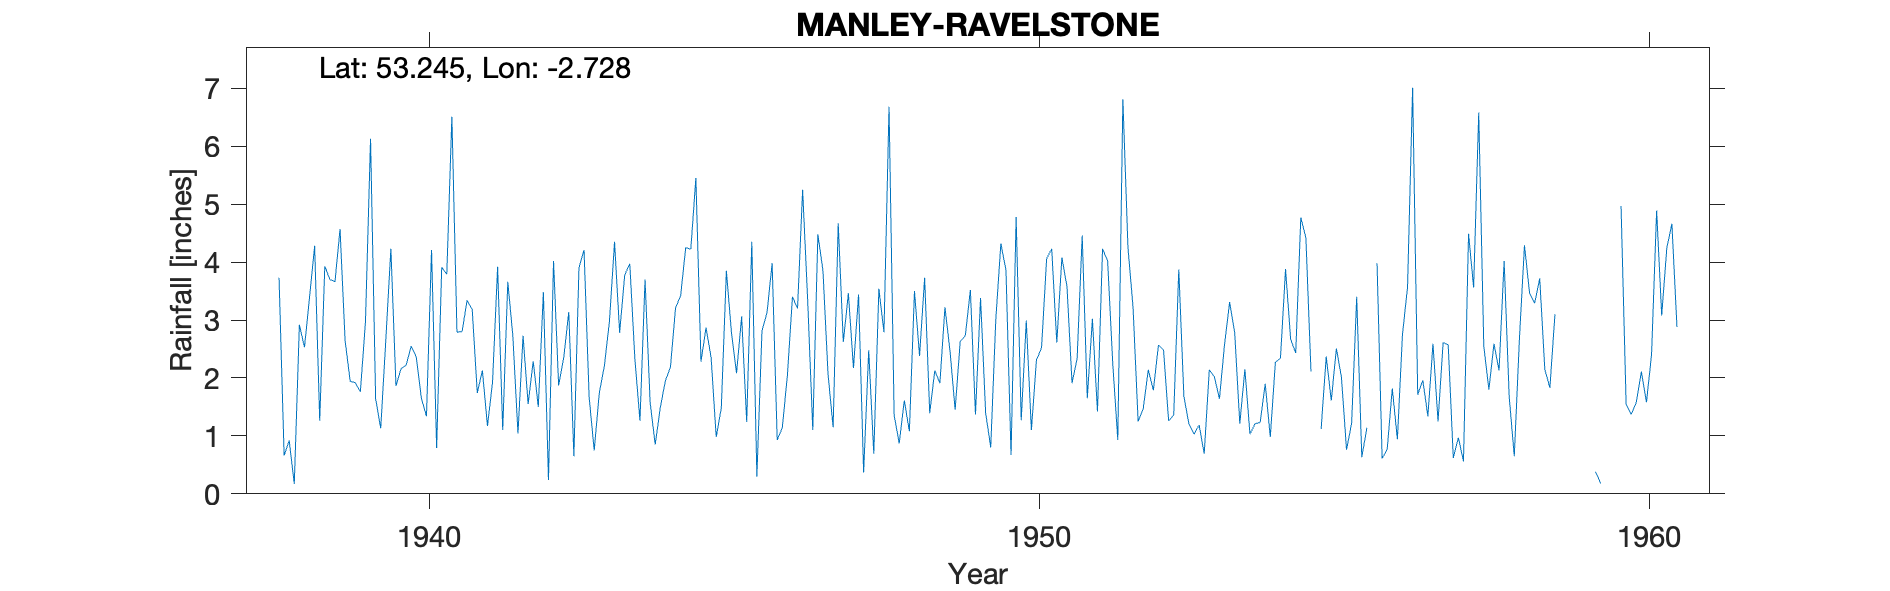 MANLEY-RAVELSTONE
Lat: 53.245, Lon: -2.728
7
6
5
4
3
2
1
0
Rainfall [inches]
1940
1950
1960
Year